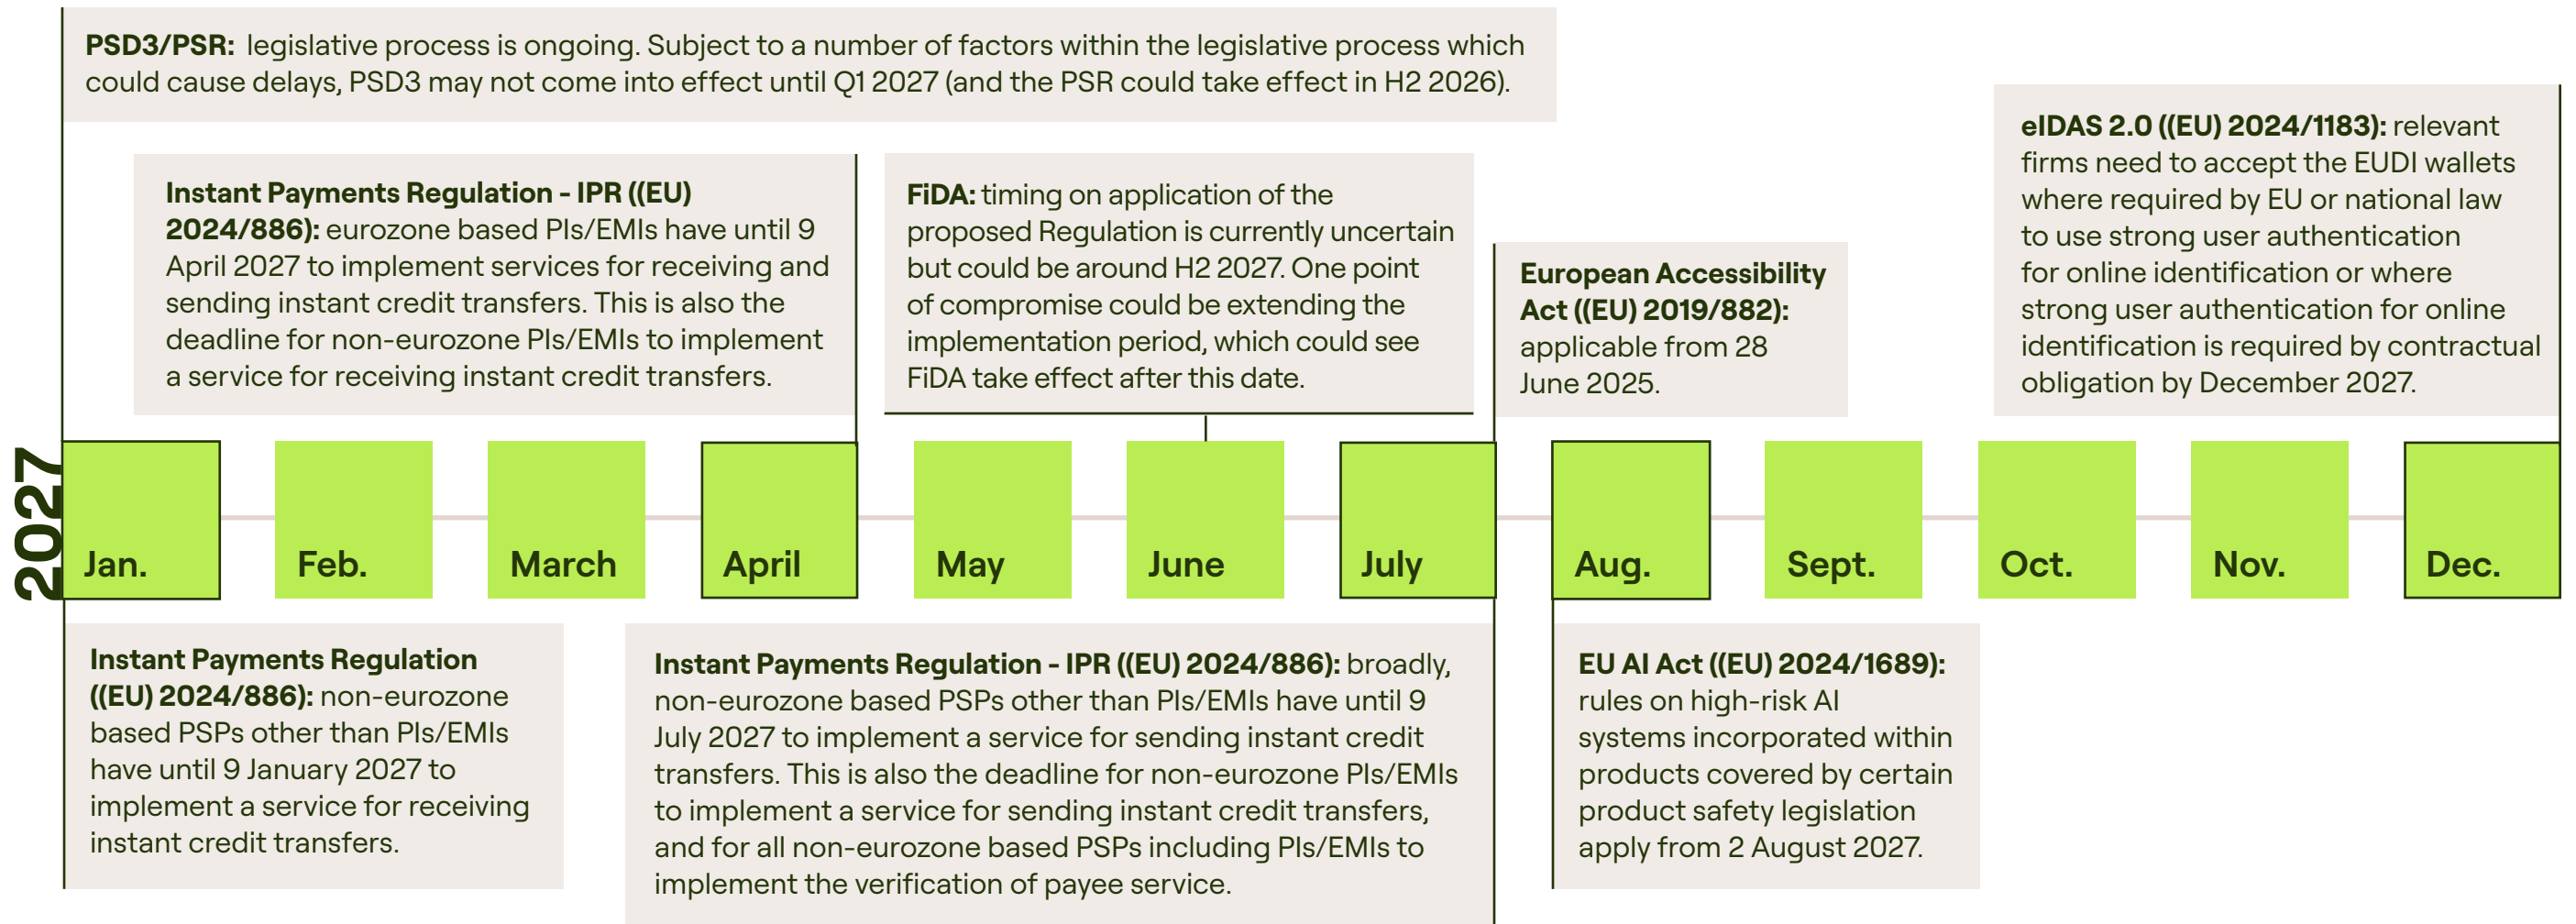 PSD3/PSR: legislative process is ongoing. Subject to a number of factors within the legislative process which
could cause delays, PSD3 may not come into effect until Q1 2027 (and the PSR could take effect in H2 2026).
Instant Payments Regulation - IPR ((EU)
2024/886): eurozone based PIs/EMIs have until 9
April 2027 to implement services for receiving and
sending instant credit transfers. This is also the
deadline for non-eurozone PIs/EMIs to implement
a service for receiving instant credit transfers.
FiDA: timing on application of the
proposed Regulation is currently uncertain
but could be around H2 2027. One point
of compromise could be extending the
implementation period, which could see
FiDA take effect after this date.
European Accessibility
Act ((EU) 2019/882):
applicable from 28
June 2025.
eIDAS 2.0 ((EU) 2024/1183): relevant
firms need to accept the EUDI wallets
where required by EU or national law
to use strong user authentication
for online identification or where
strong user authentication for online
identification is required by contractual
obligation by December 2027.
2027
Jan.
Feb.
March
April
May
June
July
Aug.
Sept.
Oct.
Nov.
Dec.
Instant Payments Regulation
((EU) 2024/886): non-eurozone
based PSPs other than PIs/EMIs
have until 9 January 2027 to
implement a service for receiving
instant credit transfers.
Instant Payments Regulation - IPR ((EU) 2024/886): broadly,
non-eurozone based PSPs other than PIs/EMIs have until 9
July 2027 to implement a service for sending instant credit
transfers. This is also the deadline for non-eurozone PIs/EMIs
to implement a service for sending instant credit transfers,
and for all non-eurozone based PSPs including PIs/EMIs to
implement the verification of payee service.
EU AI Act ((EU) 2024/1689):
rules on high-risk AI
systems incorporated within
products covered by certain
product safety legislation
apply from 2 August 2027.